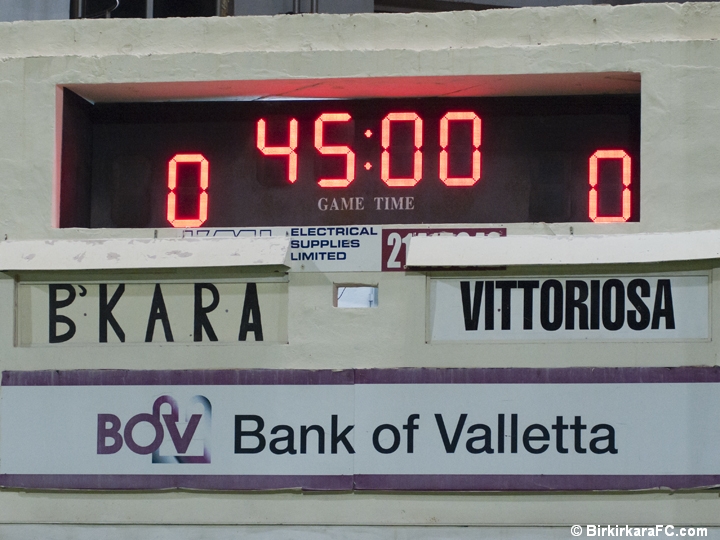 45:00
0
0
GAME TIME
ELECTRICAL
SUPPLIES
LIMITED
B'KARA
VITTORIOSA
BOV Bank of Valletta
© BirkirkaraFC.com